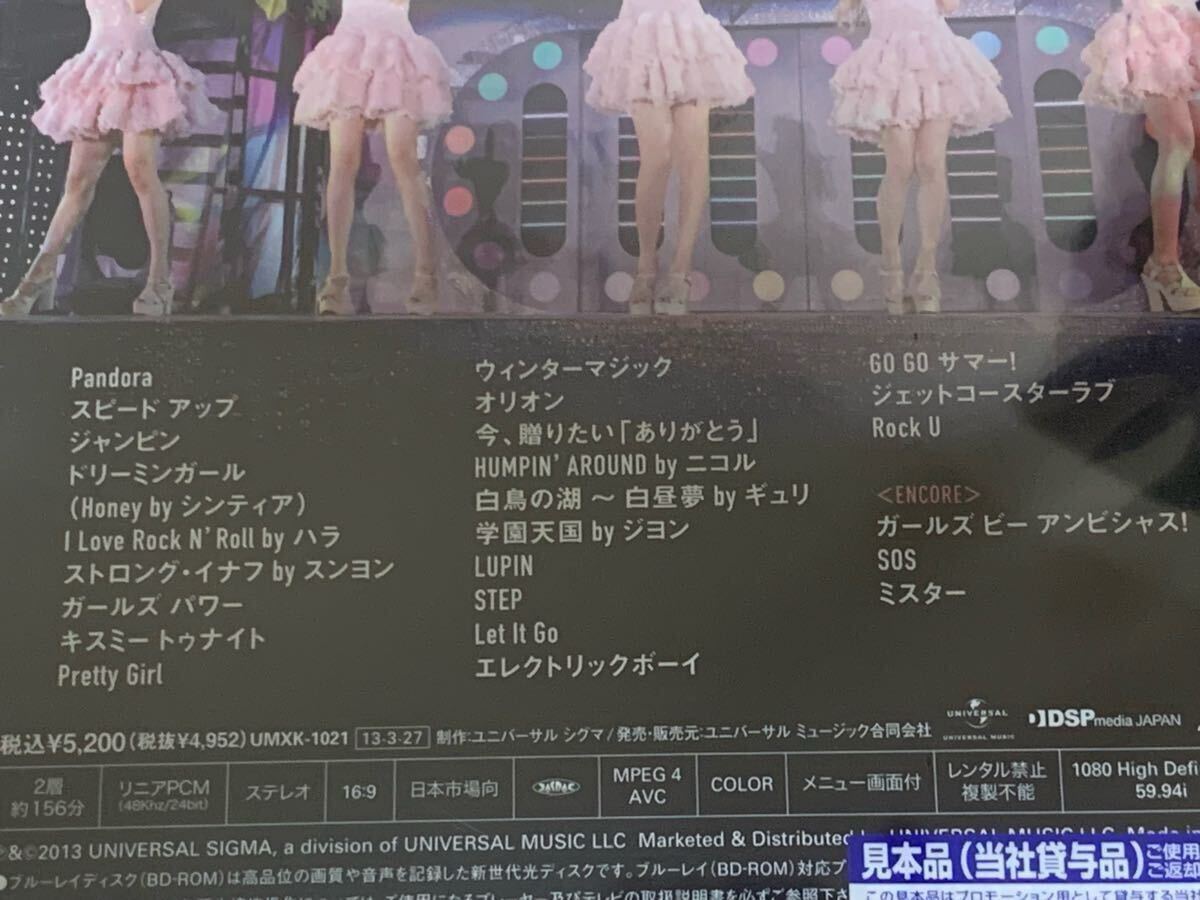 Pandora
スピード アップ
ジャンピン
ドリーミンガール
(Honey by シンティア)
I Love Rock N' Roll by ハラ
ストロング・イナフ by スンヨン
ガールズ パワー
キスミー トゥナイト
Pretty Girl
ウィンターマジック
オリオン
今、贈りたい「ありがとう」
HUMPIN' AROUND by ニコル
白鳥の湖 ～ 白昼夢 by ギュリ
学園天国 by ジヨン
LUPIN
STEP
Let It Go
エレクトリックボーイ
GO GO サマー!
ジェットコースターラブ
Rock U
<ENCORE>
ガールズ ビー アンビシャス!
SOS
ミスター
税込¥5,200(税抜¥4,952) UMXK-1021 13-3-27 制作:ユニバーサル シグマ / 発売・販売元:ユニバーサル ミュージック合同会社
UNIVERSAL
UNIVERSAL MUSIC
DSPmedia JAPAN
2層
約156分
リニアPCM
(48Khz/24bit)
ステレオ
16:9
日本市場向
JASRAC
MPEG 4
AVC
COLOR
メニュー画面付
レンタル禁止
複製不能
1080 High Defi
59.94i
&©2013 UNIVERSAL SIGMA, a division of UNIVERSAL MUSIC LLC Marketed & Distributed
●ブルーレイディスク(BD-ROM)は高品位の画質や音声を記録した新世代光ディスクです。ブルーレイ(BD-ROM)対応プ
見本品(当社貸与品)
ご使用
ご返却
この見本品はプロモーション用として貸与する当社